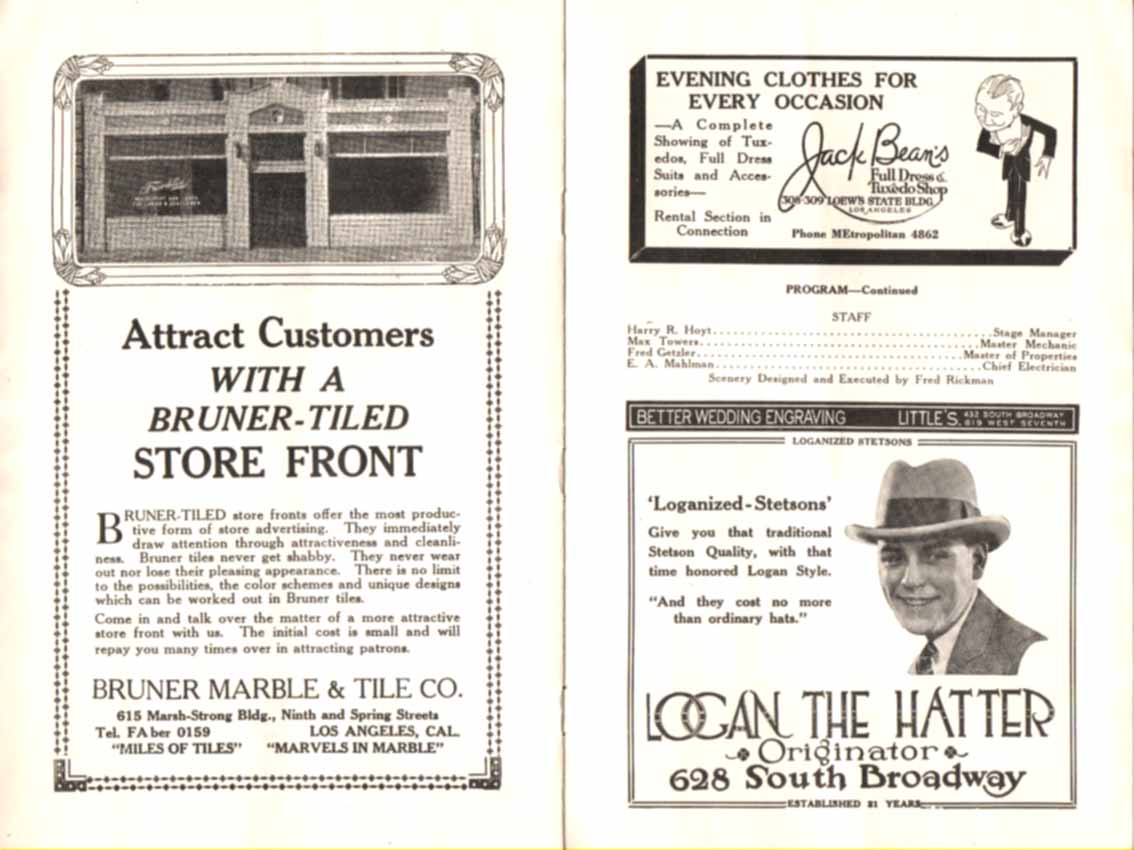 Attract Customers
WITH A
BRUNER-TILED
STORE FRONT
BRUNER-TILED store fronts offer the most produc-
tive form of store advertising. They immediately
draw attention through attractiveness and cleanli-
ness. Bruner tiles never get shabby. They never wear
out nor lose their pleasing appearance. There is no limit
to the possibilities, the color schemes and unique designs
which can be worked out in Bruner tiles.
Come in and talk over the matter of a more attractive
store front with us. The initial cost is small and will
repay you many times over in attracting patrons.
BRUNER MARBLE & TILE CO.
615 Marsh-Strong Bldg., Ninth and Spring Streets
Tel. FAber 0159 LOS ANGELES, CAL.
"MILES OF TILES" "MARVELS IN MARBLE"
EVENING CLOTHES FOR
EVERY OCCASION
—A Complete
Showing of Tux-
edos, Full Dress
Suits and Acces-
sories—
Rental Section in
Connection
Jack Bean's
Full Dress &
Tuxedo Shop
308-309 LOEW'S STATE BLDG.
LOS ANGELES
Phone MEtropolitan 4862
PROGRAM—Continued
STAFF
Harry R. Hoyt........................................Stage Manager
Max Towers........................................Master Mechanic
Fred Getzler........................................Master of Properties
E. A. Mahlman........................................Chief Electrician
Scenery Designed and Executed by Fred Rickman
BETTER WEDDING ENGRAVING LITTLE'S. 432 SOUTH BROADWAY
819 WEST SEVENTH
LOGANIZED STETSONS
'Loganized-Stetsons'
Give you that traditional
Stetson Quality, with that
time honored Logan Style.
"And they cost no more
than ordinary hats."
LOGAN THE HATTER
Originator
628 South Broadway
ESTABLISHED 21 YEARS